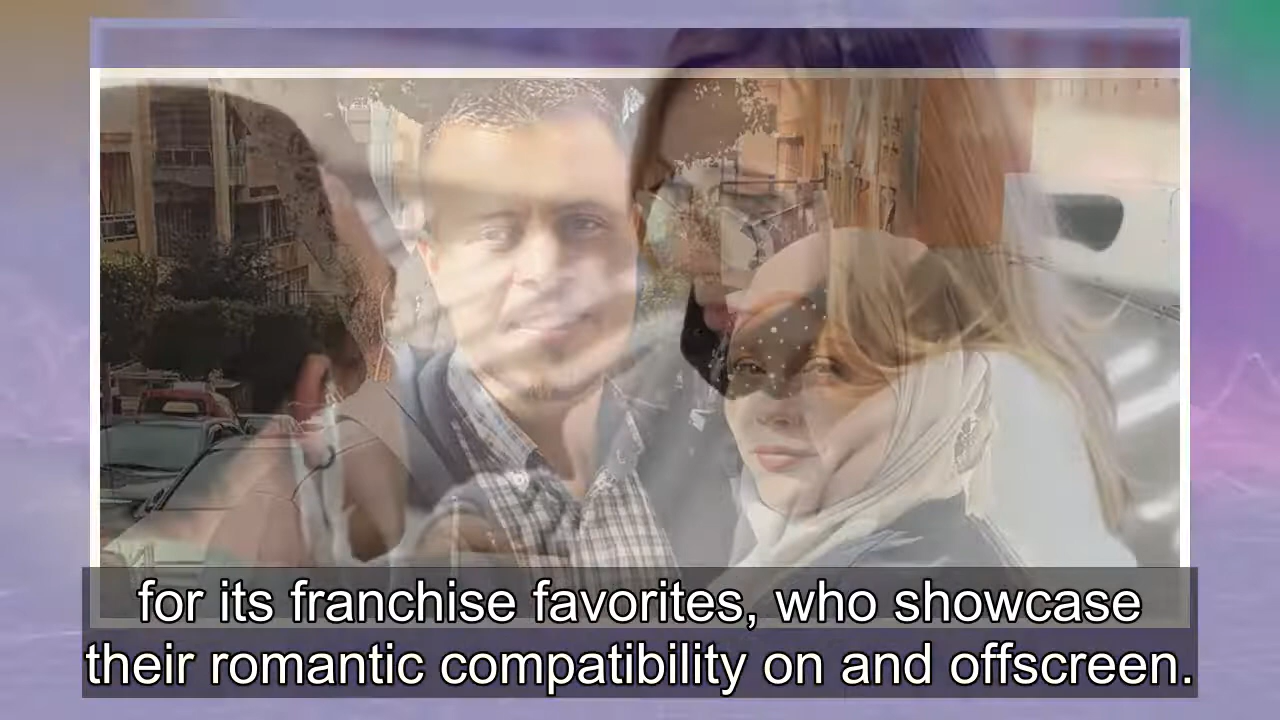 for its franchise favorites, who showcase
their romantic compatibility on and offscreen.